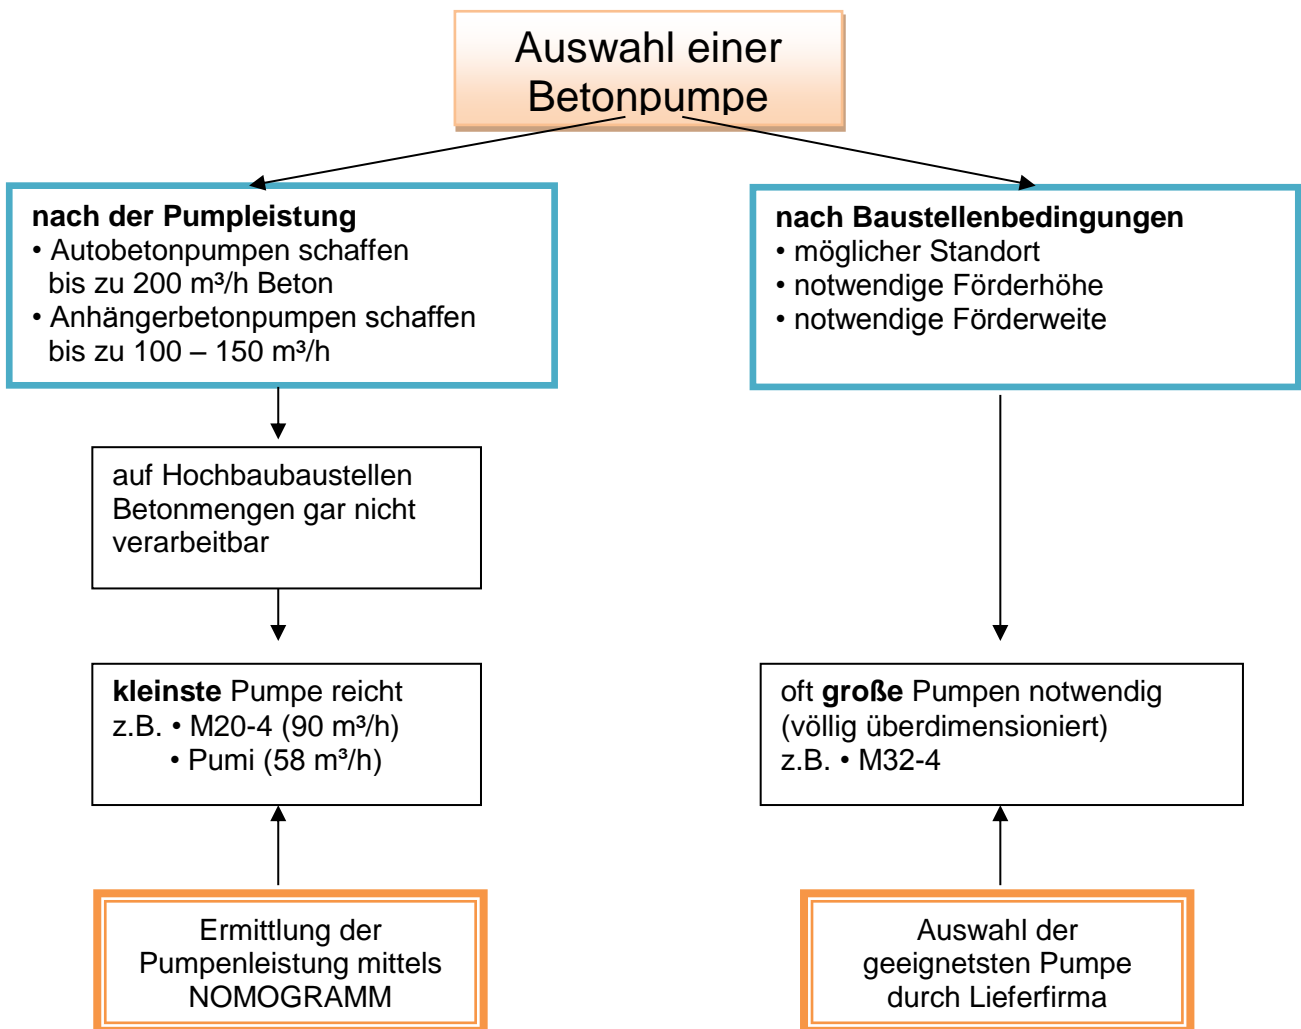 Auswahl einer
Betonpumpe
nach der Pumpleistung
• Autobetonpumpen schaffen
bis zu 200 m³/h Beton
• Anhängerbetonpumpen schaffen
bis zu 100 – 150 m³/h
nach Baustellenbedingungen
• möglicher Standort
• notwendige Förderhöhe
• notwendige Förderweite
auf Hochbaubaustellen
Betonmengen gar nicht
verarbeitbar
kleinste Pumpe reicht
z.B. • M20-4 (90 m³/h)
• Pumi (58 m³/h)
oft große Pumpen notwendig
(völlig überdimensioniert)
z.B. • M32-4
Ermittlung der
Pumpenleistung mittels
NOMOGRAMM
Auswahl der
geeignetsten Pumpe
durch Lieferfirma